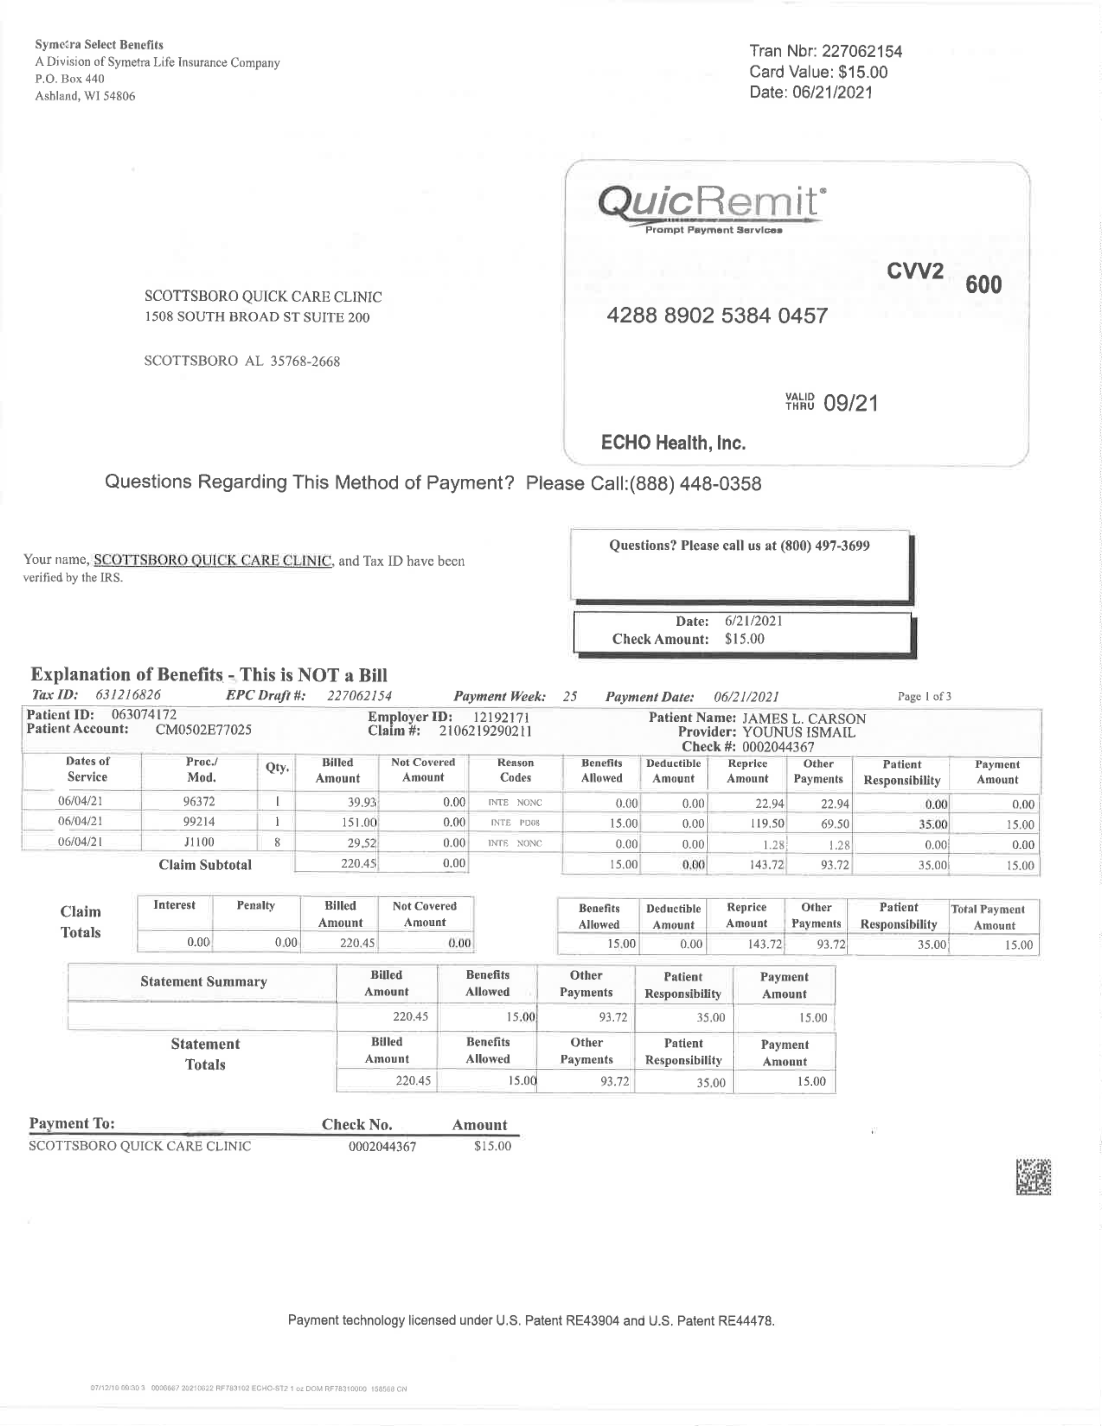 Symetra Select Benefits
A Division of Symetra Life Insurance Company
P.O. Box 440
Ashland, WI 54806
Tran Nbr: 227062154
Card Value: $15.00
Date: 06/21/2021
QuicRemit®
Prompt Payment Services
CVV2 600
4288 8902 5384 0457
VALID THRU 09/21
ECHO Health, Inc.
SCOTTSBORO QUICK CARE CLINIC
1508 SOUTH BROAD ST SUITE 200
SCOTTSBORO AL 35768-2668
Questions Regarding This Method of Payment? Please Call:(888) 448-0358
Your name, SCOTTSBORO QUICK CARE CLINIC, and Tax ID have been
verified by the IRS.
Questions? Please call us at (800) 497-3699
Date: 6/21/2021
Check Amount: $15.00
Explanation of Benefits - This is NOT a Bill
Tax ID: 631216826 EPC Draft #: 227062154 Payment Week: 25 Payment Date: 06/21/2021 Page 1 of 3
Patient ID: 063074172 Employer ID: 12192171 Patient Name: JAMES L. CARSON
Patient Account: CM0502E77025 Claim #: 2106219290211 Provider: YOUNUS ISMAIL
Check #: 0002044367
Dates of Service Proc./ Mod. Qty. Billed Amount Not Covered Amount Reason Codes Benefits Allowed Deductible Amount Reprice Amount Other Payments Patient Responsibility Payment Amount
06/04/21 96372 1 39.93 0.00 INTE NONC 0.00 0.00 22.94 22.94 0.00 0.00
06/04/21 99214 1 151.00 0.00 INTE PD08 15.00 0.00 119.50 69.50 35.00 15.00
06/04/21 J1100 8 29.52 0.00 INTE NONC 0.00 0.00 1.28 1.28 0.00 0.00
Claim Subtotal 220.45 0.00 15.00 0.00 143.72 93.72 35.00 15.00
Claim Totals Interest Penalty Billed Amount Not Covered Amount Benefits Allowed Deductible Amount Reprice Amount Other Payments Patient Responsibility Total Payment Amount
0.00 0.00 220.45 0.00 15.00 0.00 143.72 93.72 35.00 15.00
Statement Summary Billed Amount Benefits Allowed Other Payments Patient Responsibility Payment Amount
220.45 15.00 93.72 35.00 15.00
Statement Totals Billed Amount Benefits Allowed Other Payments Patient Responsibility Payment Amount
220.45 15.00 93.72 35.00 15.00
Payment To: Check No. Amount
SCOTTSBORO QUICK CARE CLINIC 0002044367 $15.00
Payment technology licensed under U.S. Patent RE43904 and U.S. Patent RE44478.